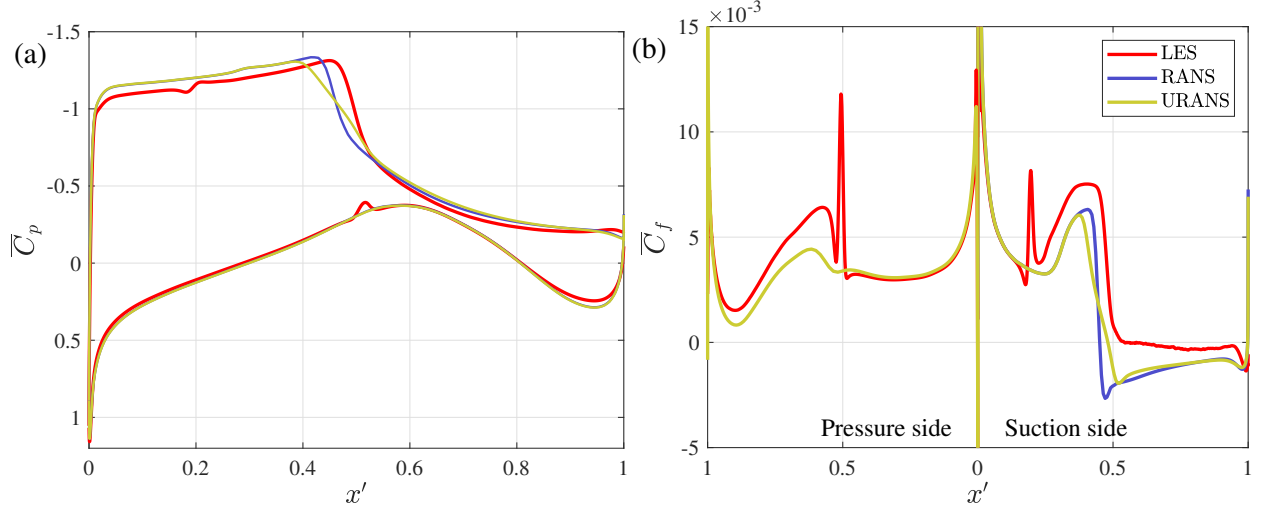 (a)
-1.5
-1
-0.5
0
0.5
1
C̅_p
0 0.2 0.4 0.6 0.8 1
x′
(b)
×10⁻³
15
10
5
0
-5
C̅_f
LES
RANS
URANS
Pressure side Suction side
1 0.5 0 0.5 1
x′